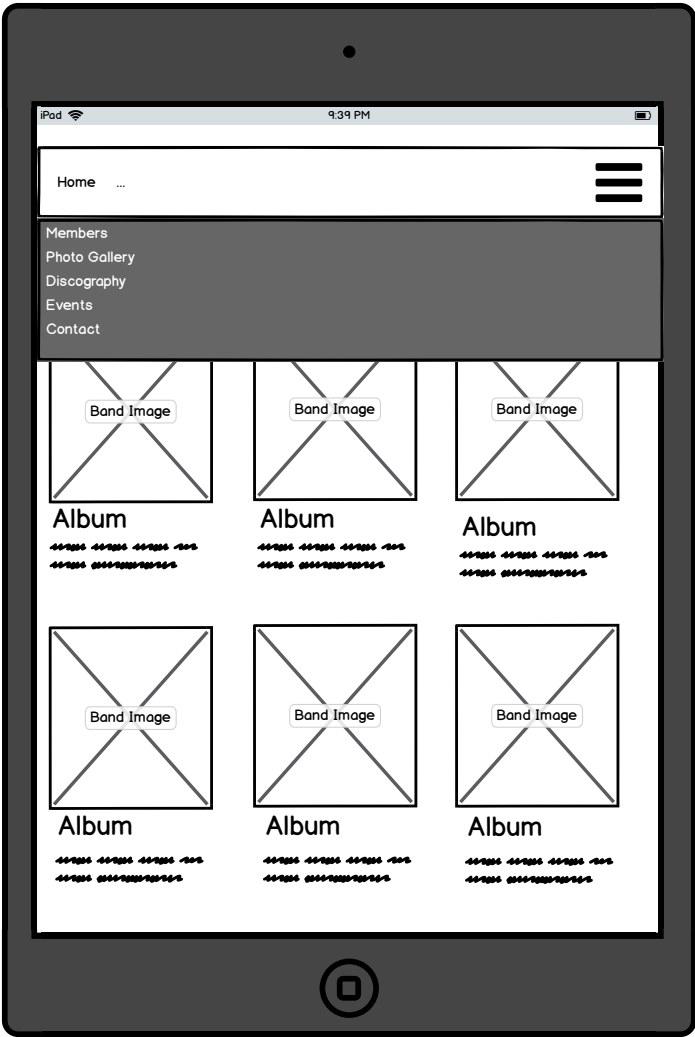 iPad 9:39 PM
Home ...
Members
Photo Gallery
Discography
Events
Contact
Band Image Band Image Band Image
Album Album Album
Band Image Band Image Band Image
Album Album Album